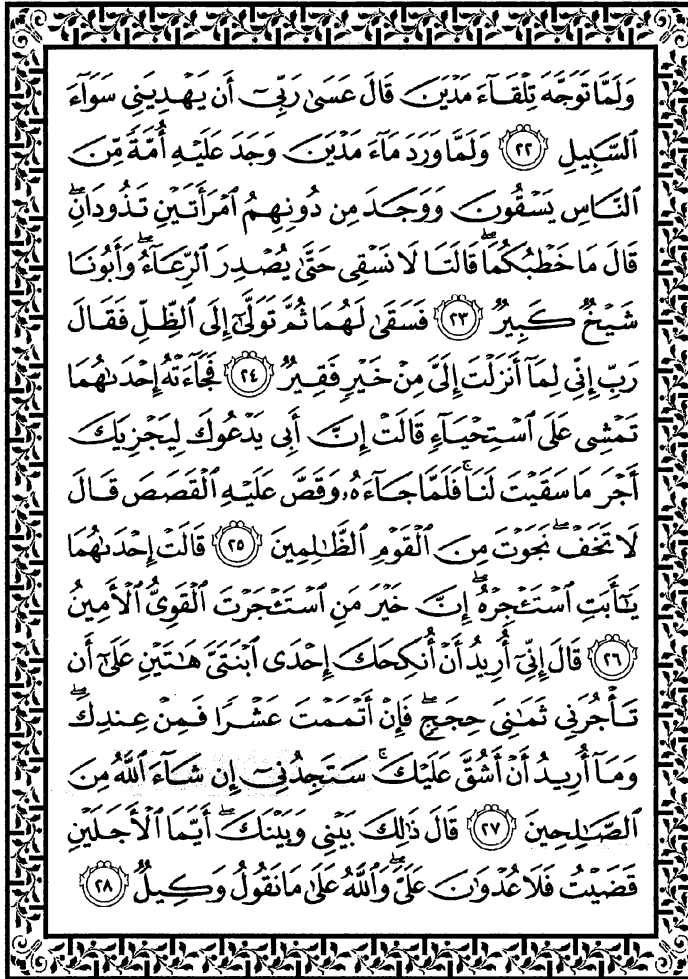 وَلَمَّا تَوَجَّهَ تِلْقَآءَ مَدْيَنَ قَالَ عَسَىٰ رَبِّىٓ أَن يَهْدِيَنِى سَوَآءَ
ٱلسَّبِيلِ ٢٢ وَلَمَّا وَرَدَ مَآءَ مَدْيَنَ وَجَدَ عَلَيْهِ أُمَّةً مِّنَ
ٱلنَّاسِ يَسْقُونَ وَوَجَدَ مِن دُونِهِمُ ٱمْرَأَتَيْنِ تَذُودَانِۖ
قَالَ مَا خَطْبُكُمَاۖ قَالَتَا لَا نَسْقِى حَتَّىٰ يُصْدِرَ ٱلرِّعَآءُۖ وَأَبُونَا
شَيْخٌ كَبِيرٌ ٢٣ فَسَقَىٰ لَهُمَا ثُمَّ تَوَلَّىٰٓ إِلَى ٱلظِّلِّ فَقَالَ
رَبِّ إِنِّى لِمَآ أَنزَلْتَ إِلَىَّ مِنْ خَيْرٍ فَقِيرٌ ٢٤ فَجَآءَتْهُ إِحْدَىٰهُمَا
تَمْشِى عَلَى ٱسْتِحْيَآءٍ قَالَتْ إِنَّ أَبِى يَدْعُوكَ لِيَجْزِيَكَ
أَجْرَ مَا سَقَيْتَ لَنَاۚ فَلَمَّا جَآءَهُۥ وَقَصَّ عَلَيْهِ ٱلْقَصَصَ قَالَ
لَا تَخَفْۖ نَجَوْتَ مِنَ ٱلْقَوْمِ ٱلظَّٰلِمِينَ ٢٥ قَالَتْ إِحْدَىٰهُمَا
يَٰٓأَبَتِ ٱسْتَـْٔجِرْهُۖ إِنَّ خَيْرَ مَنِ ٱسْتَـْٔجَرْتَ ٱلْقَوِىُّ ٱلْأَمِينُ
٢٦ قَالَ إِنِّىٓ أُرِيدُ أَنْ أُنكِحَكَ إِحْدَى ٱبْنَتَىَّ هَٰتَيْنِ عَلَىٰٓ أَن
تَأْجُرَنِى ثَمَٰنِىَ حِجَجٍۖ فَإِنْ أَتْمَمْتَ عَشْرًا فَمِنْ عِندِكَۖ
وَمَآ أُرِيدُ أَنْ أَشُقَّ عَلَيْكَۚ سَتَجِدُنِىٓ إِن شَآءَ ٱللَّهُ مِنَ
ٱلصَّٰلِحِينَ ٢٧ قَالَ ذَٰلِكَ بَيْنِى وَبَيْنَكَۖ أَيَّمَا ٱلْأَجَلَيْنِ
قَضَيْتُ فَلَا عُدْوَٰنَ عَلَىَّۖ وَٱللَّهُ عَلَىٰ مَا نَقُولُ وَكِيلٌ ٢٨